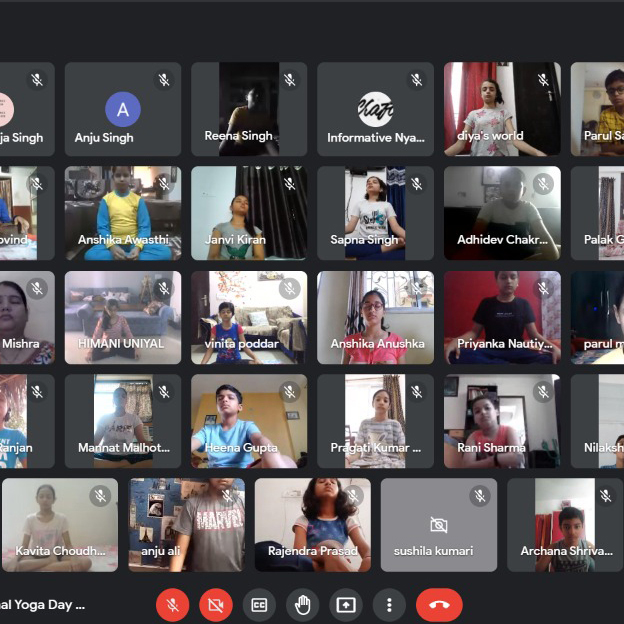 ja Singh
A
Anju Singh
Reena Singh
Informative Nya...
diya's world
Parul Sa
ovind
Anshika Awasthi
Janvi Kiran
Sapna Singh
Adhidev Chakr...
Palak G
Mishra
HIMANI UNIYAL
vinita poddar
Anshika Anushka
Priyanka Nautiy...
parul m
anjan
Mannat Malhot...
Heena Gupta
Pragati Kumar ...
Rani Sharma
Nilaksh
Kavita Choudh...
anju ali
MARVEL
Rajendra Prasad
sushila kumari
Archana Shriva...
al Yoga Day ...
CC